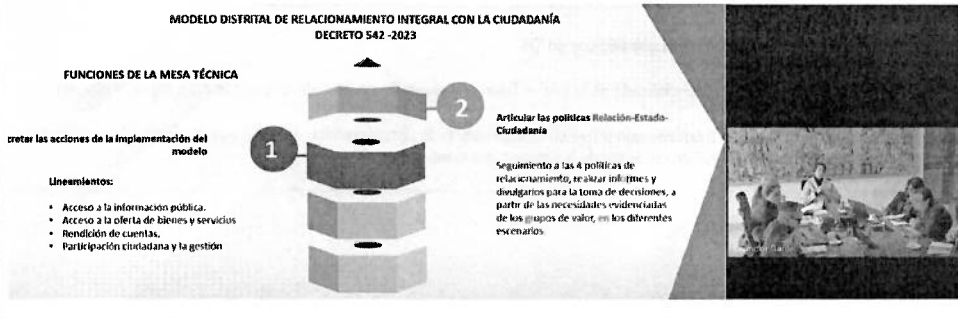 MODELO DISTRITAL DE RELACIONAMIENTO INTEGRAL CON LA CIUDADANÍA
DECRETO 542 -2023
FUNCIONES DE LA MESA TÉCNICA
cretar las acciones de la implementación del
modelo
1
Lineamientos:
• Acceso a la información pública.
• Acceso a la oferta de bienes y servicios
• Rendición de cuentas.
• Participación ciudadana y la gestión
2
Articular las políticas Relación-Estado-
Ciudadanía
Seguimiento a las 4 políticas de
relacionamiento, realizar informes y
divulgarlos para la toma de decisiones, a
partir de las necesidades evidenciadas
de los grupos de valor, en los diferentes
escenarios